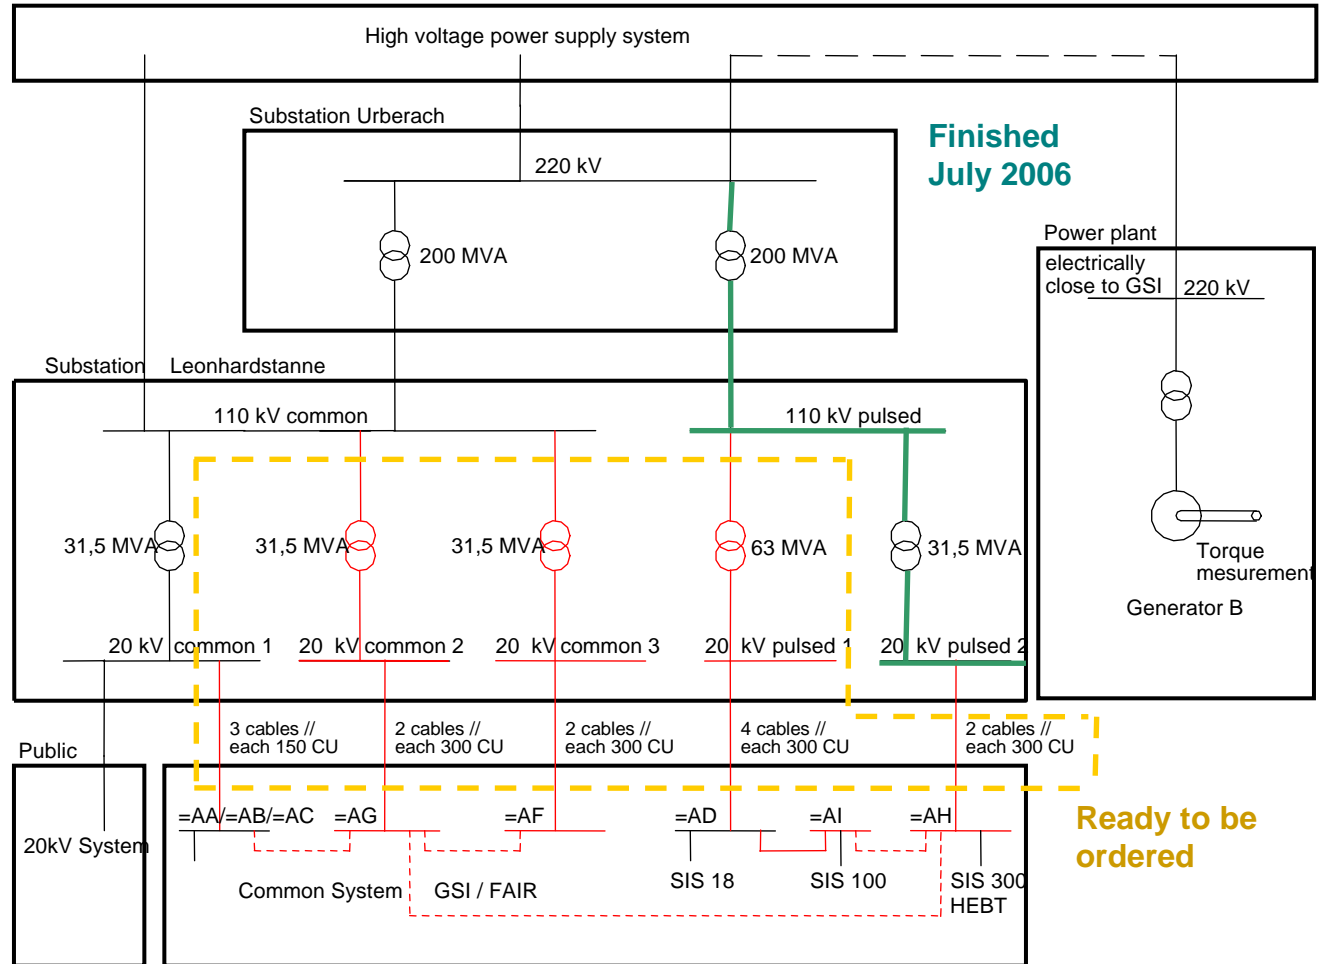 High voltage power supply system
Substation Urberach
Finished
July 2006
220 kV
200 MVA
200 MVA
Power plant
electrically
close to GSI
220 kV
Substation Leonhardstanne
110 kV common
110 kV pulsed
31,5 MVA
31,5 MVA
31,5 MVA
63 MVA
31,5 MVA
Torque
mesurement
Generator B
20 kV common 1
20 kV common 2
20 kV common 3
20 kV pulsed 1
20 kV pulsed 2
3 cables //
each 150 CU
2 cables //
each 300 CU
2 cables //
each 300 CU
4 cables //
each 300 CU
2 cables //
each 300 CU
Public
20kV System
=AA/=AB/=AC
=AG
=AF
=AD
=AI
=AH
Ready to be
ordered
Common System
GSI / FAIR
SIS 18
SIS 100
SIS 300
HEBT